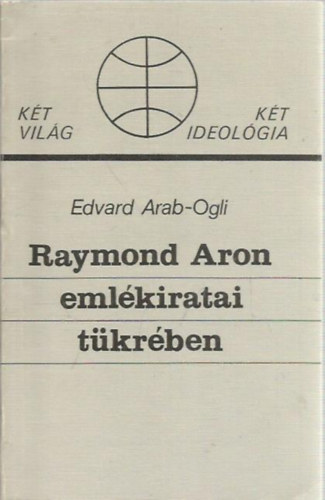 KÉT VILÁG
KÉT IDEOLÓGIA
Edvard Arab-Ogli
Raymond Aron
emlékiratai
tükrében